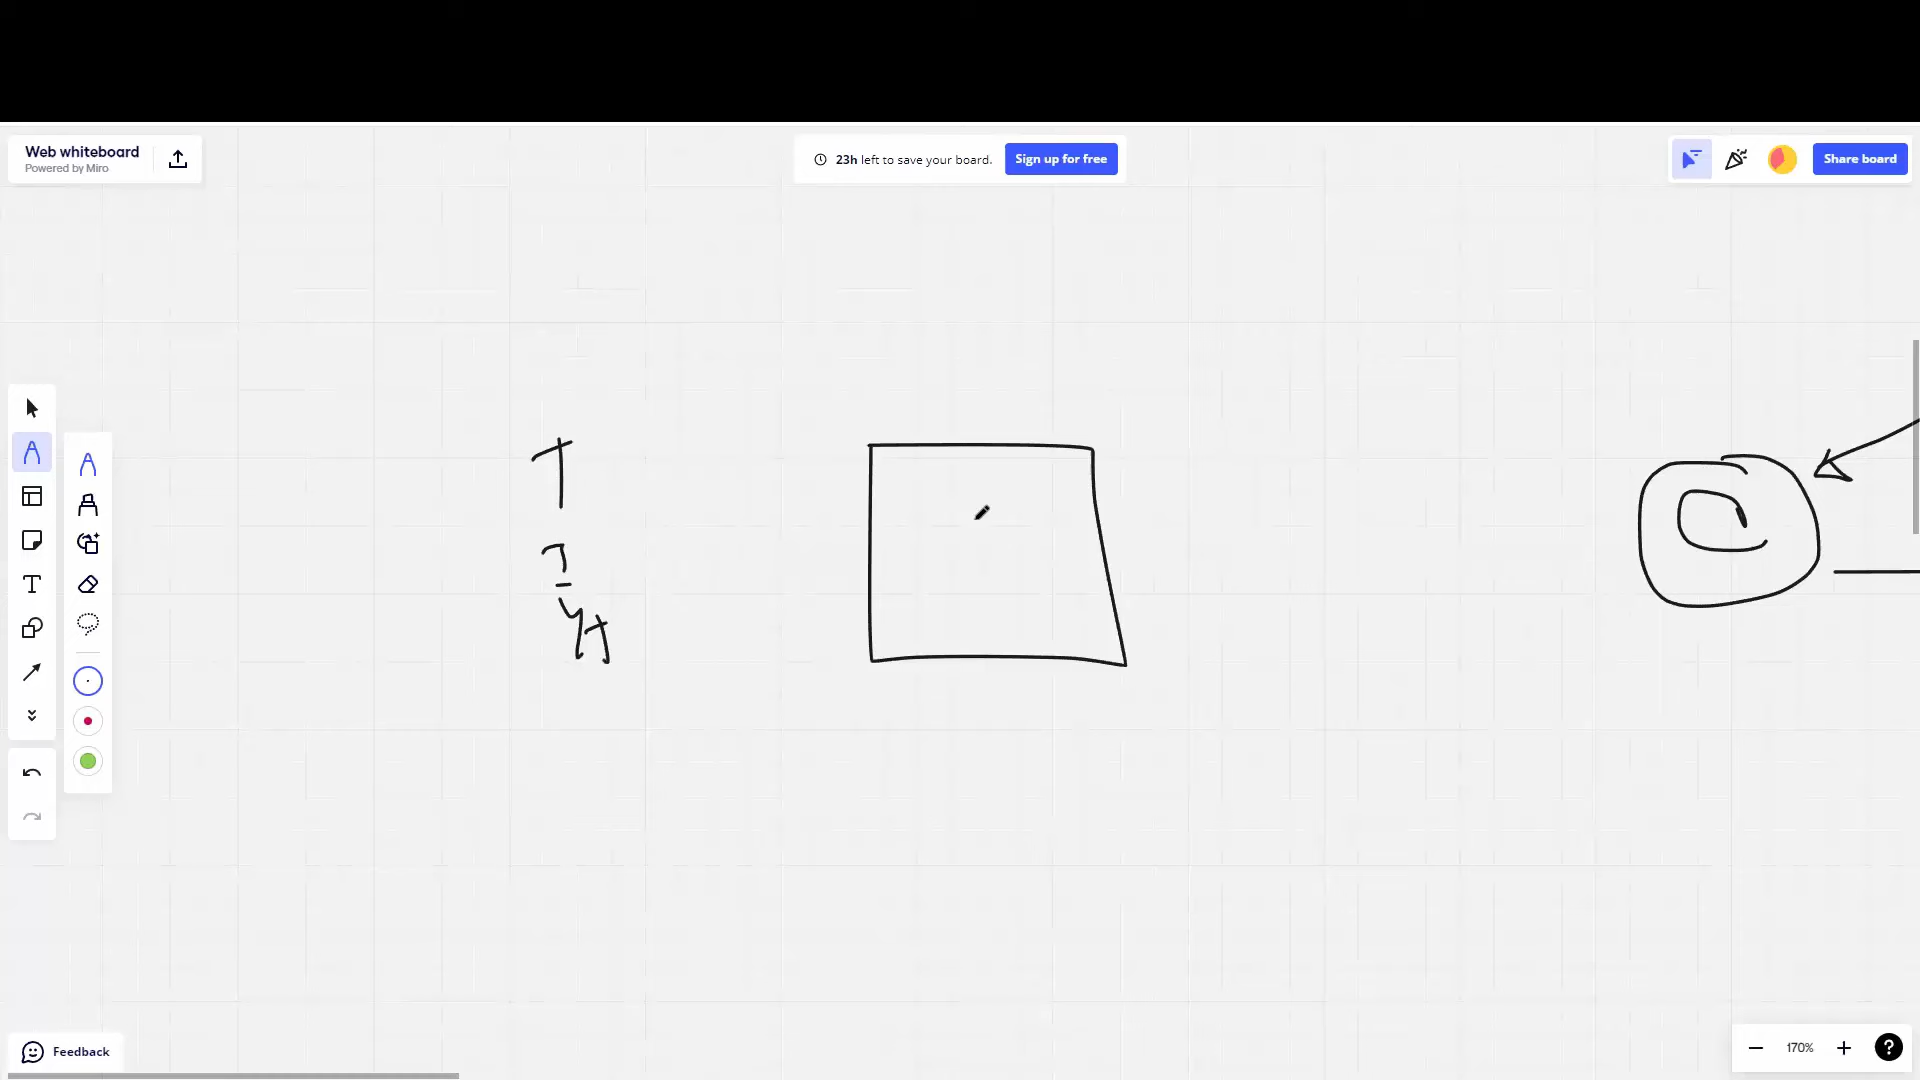 Web whiteboard
Powered by Miro
23h left to save your board.
Sign up for free
Share board
T
Feedback
170%